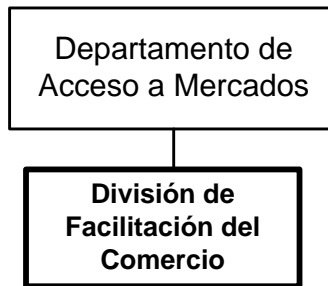 Departamento de
Acceso a Mercados
División de
Facilitación del
Comercio